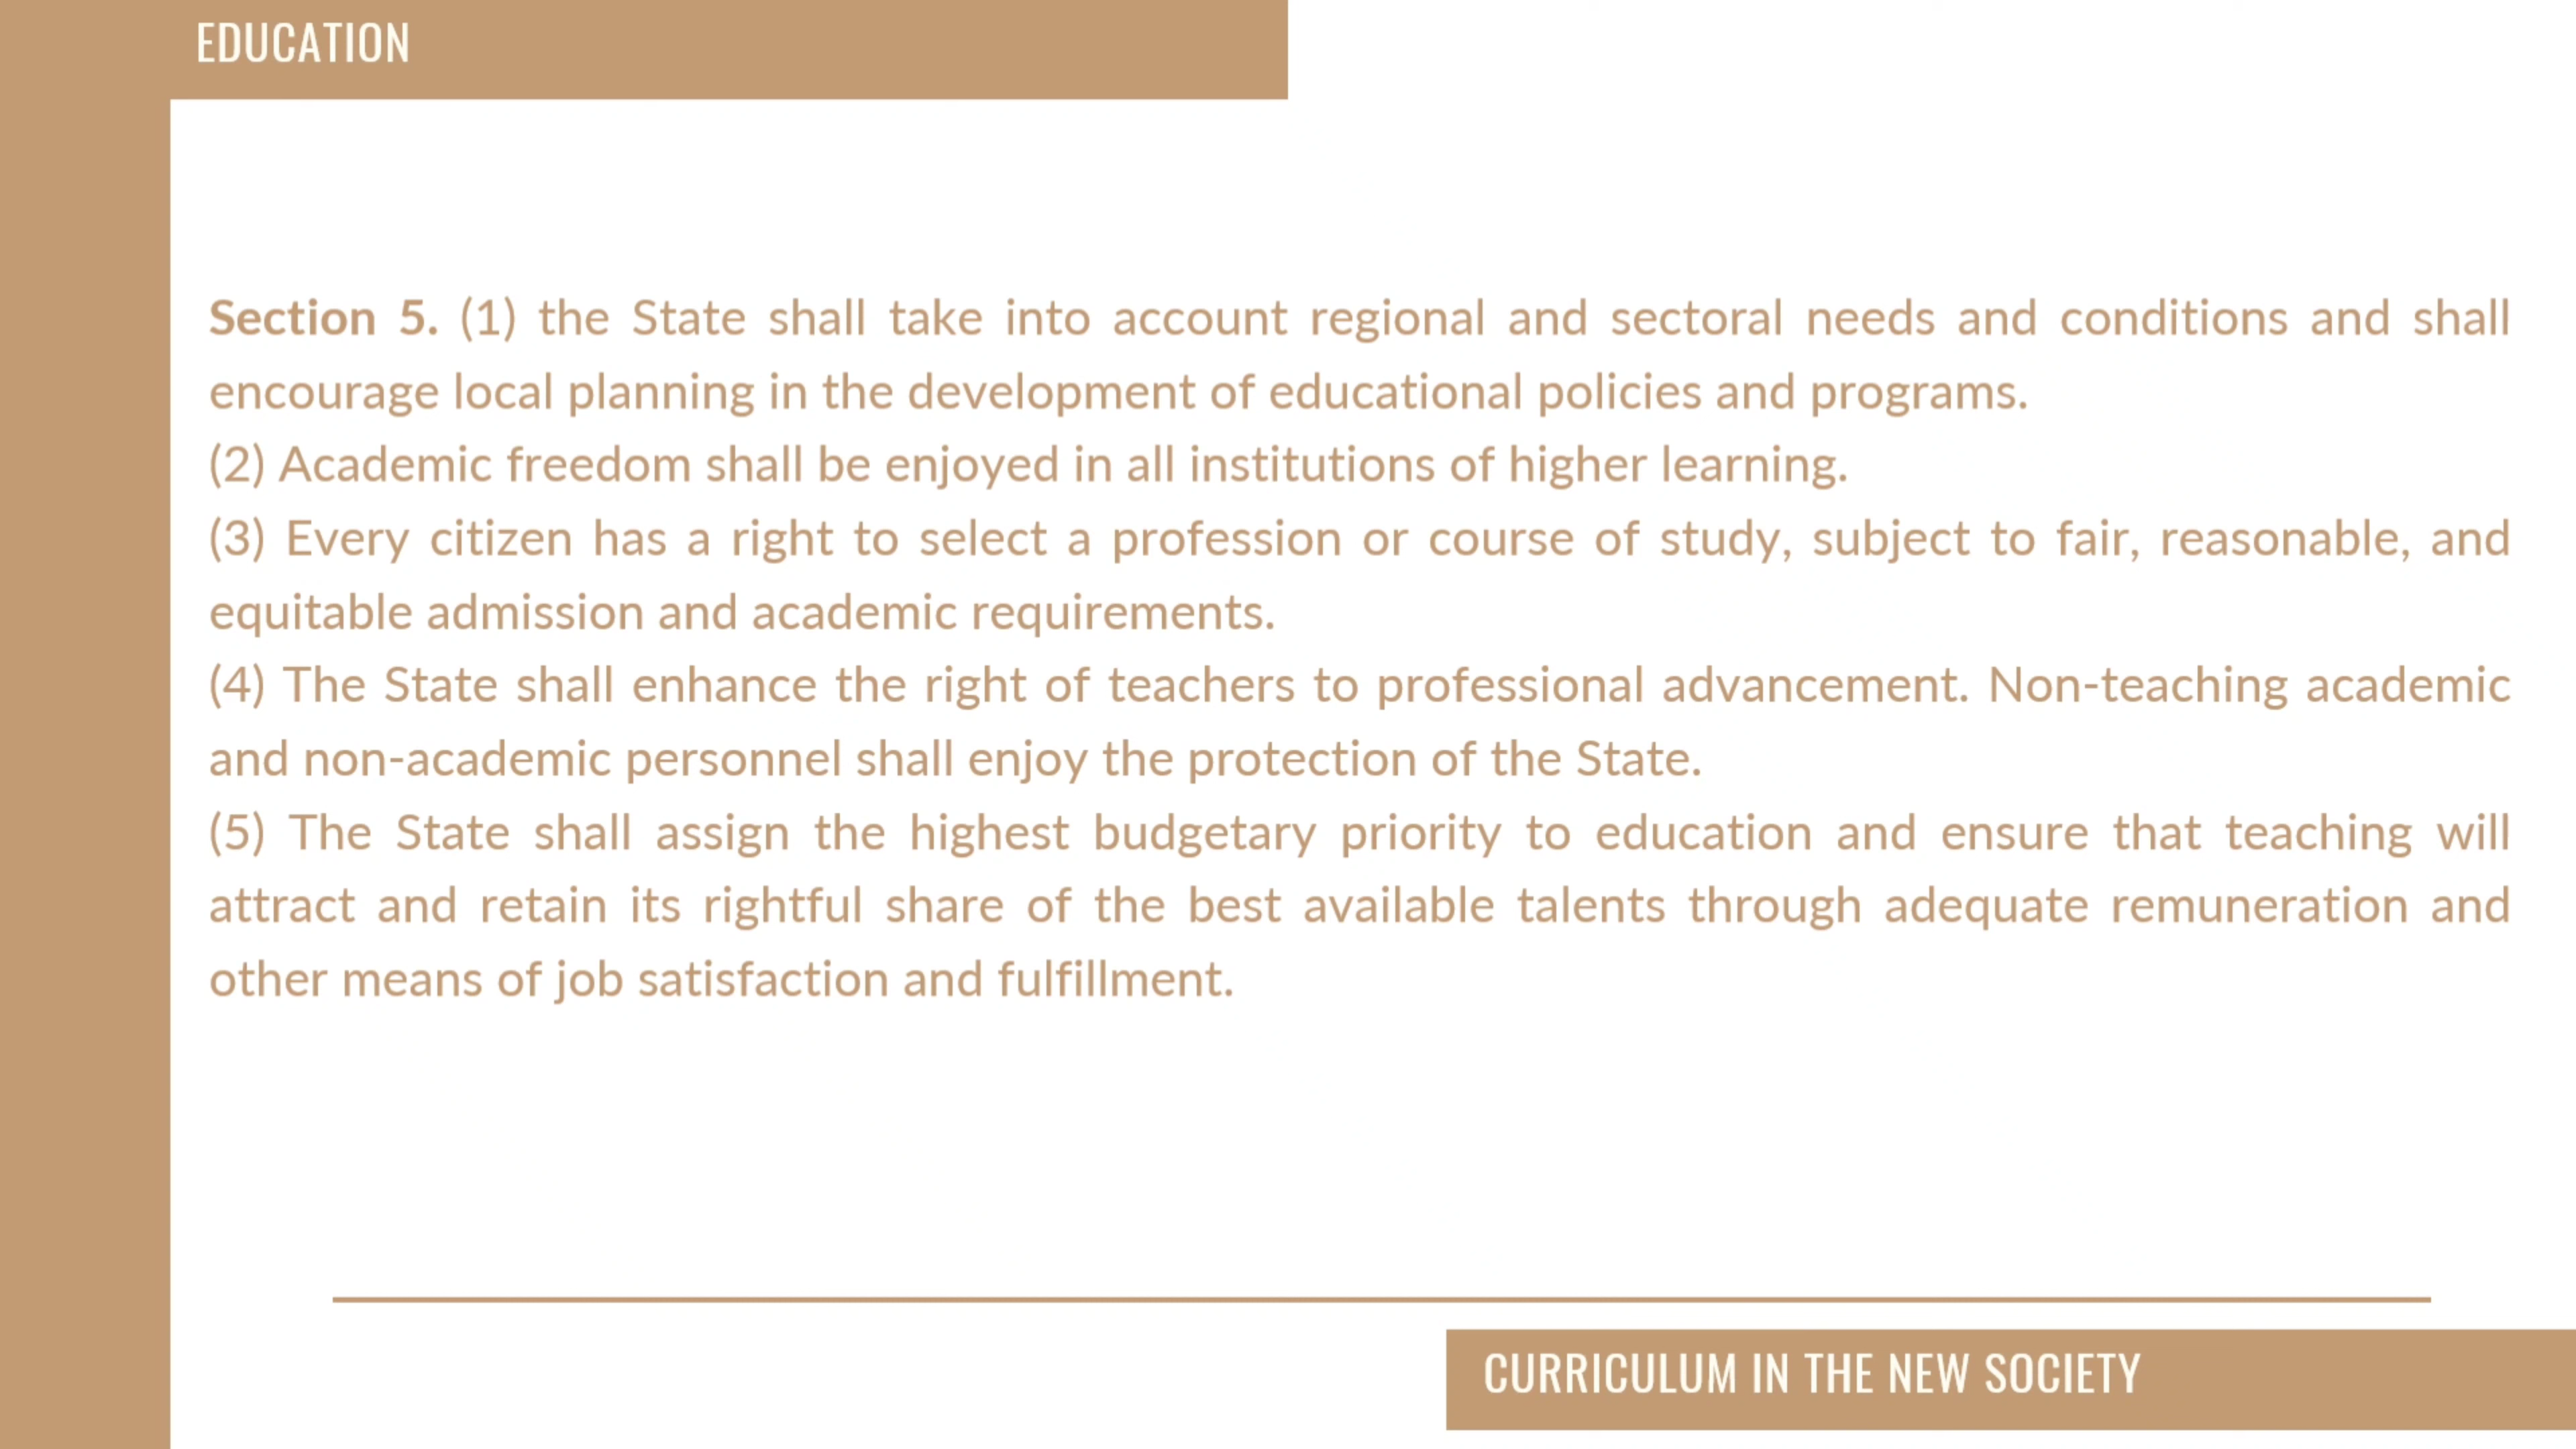 EDUCATION
Section 5. (1) the State shall take into account regional and sectoral needs and conditions and shall
encourage local planning in the development of educational policies and programs.
(2) Academic freedom shall be enjoyed in all institutions of higher learning.
(3) Every citizen has a right to select a profession or course of study, subject to fair, reasonable, and
equitable admission and academic requirements.
(4) The State shall enhance the right of teachers to professional advancement. Non-teaching academic
and non-academic personnel shall enjoy the protection of the State.
(5) The State shall assign the highest budgetary priority to education and ensure that teaching will
attract and retain its rightful share of the best available talents through adequate remuneration and
other means of job satisfaction and fulfillment.
CURRICULUM IN THE NEW SOCIETY